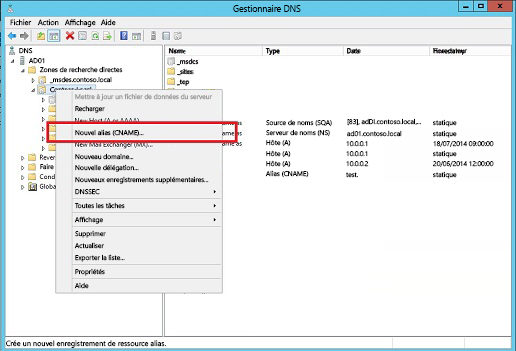 Gestionnaire DNS
Fichier Action Affichage Aide
DNS
AD01
Zones de recherche directes
_msdes.contoso.local
Contoso.Local
Mettre à jour un fichier de données du serveur
Recharger
New Host (A or AAAA)...
Nouvel alias (CNAME)...
New Mail Exchanger (MX)...
Nouveau domaine...
Nouvelle délégation...
Nouveaux enregistrements supplémentaires...
DNSSEC
Toutes les tâches
Affichage
Supprimer
Actualiser
Exporter la liste...
Propriétés
Aide
Rever
Faire
Cond
Globa
Name Type Date
_msdcs
_sites
_tcp
Source de noms (SQA) [83], adDl.contoso.local,... statique
Serveur de noms (NS) ad01.contoso.local statique
Hôte (A) 10.0.0.1 18/07/2014 09:00:00
Hôte (A) 10.0.0.1 statique
Hôte (A) 10.0.0.2 20/06/2014 12:00:00
Alias (CNAME) test. statique
Crée un nouvel enregistrement de ressource alias.